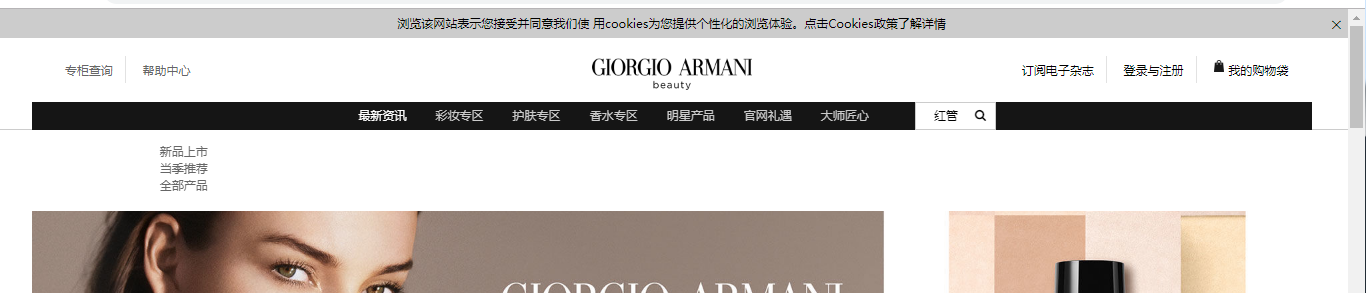 浏览该网站表示您接受并同意我们使 用cookies为您提供个性化的浏览体验。点击Cookies政策了解详情
专柜查询 帮助中心 GIORGIO ARMANI 订阅电子杂志 登录与注册 我的购物袋
beauty
最新资讯 彩妆专区 护肤专区 香水专区 明星产品 官网礼遇 大师匠心 红管
新品上市
当季推荐
全部产品
GIORGIO ARMANI